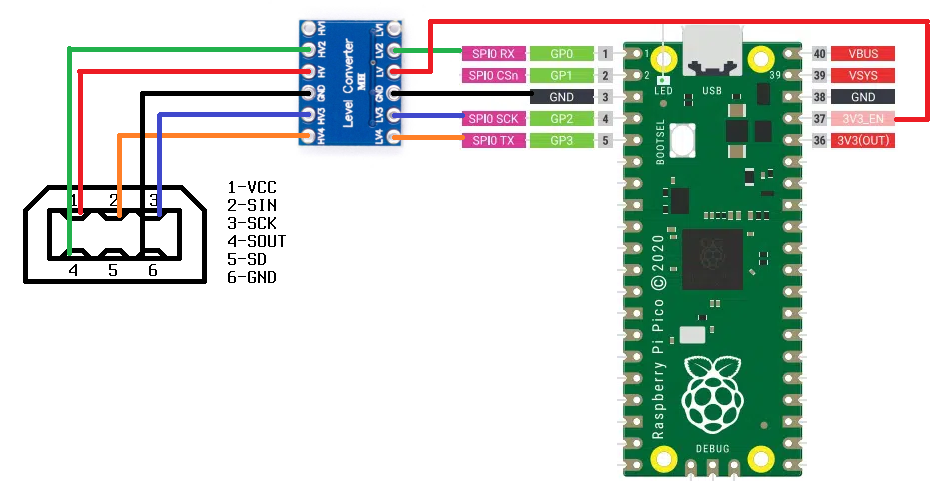 HV1
HV2
HV
GND
HV3
HV4
Level Converter
MH
LV1
LV2
LV
GND
LV3
LV4
SPI0 RX GP0 1
SPI0 CSn GP1 2
GND 3
SPI0 SCK GP2 4
SPI0 TX GP3 5
1
2
LED
USB
39
BOOTSEL
Raspberry Pi Pico © 2020
DEBUG
40 VBUS
39 VSYS
38 GND
37 3V3_EN
36 3V3(OUT)
1 2 3
4 5 6
1-VCC
2-SIN
3-SCK
4-SOUT
5-SD
6-GND